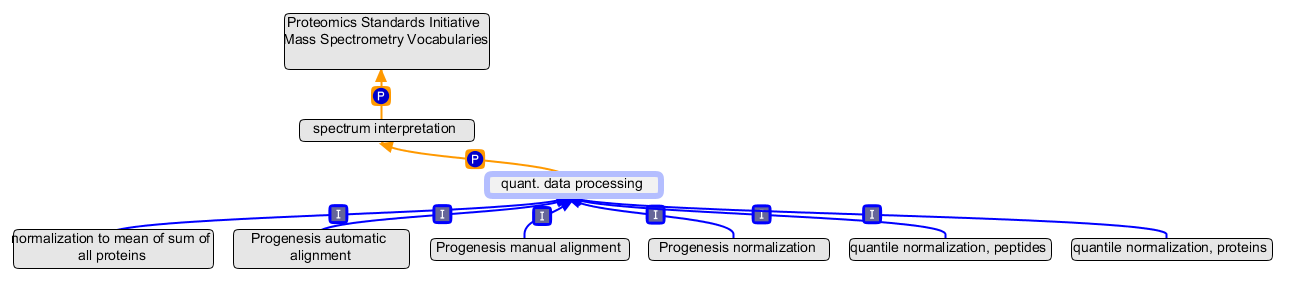 Proteomics Standards Initiative
Mass Spectrometry Vocabularies
P
spectrum interpretation
P
quant. data processing
I I I I I I
normalization to mean of sum of
all proteins
Progenesis automatic
alignment
Progenesis manual alignment
Progenesis normalization
quantile normalization, peptides
quantile normalization, proteins